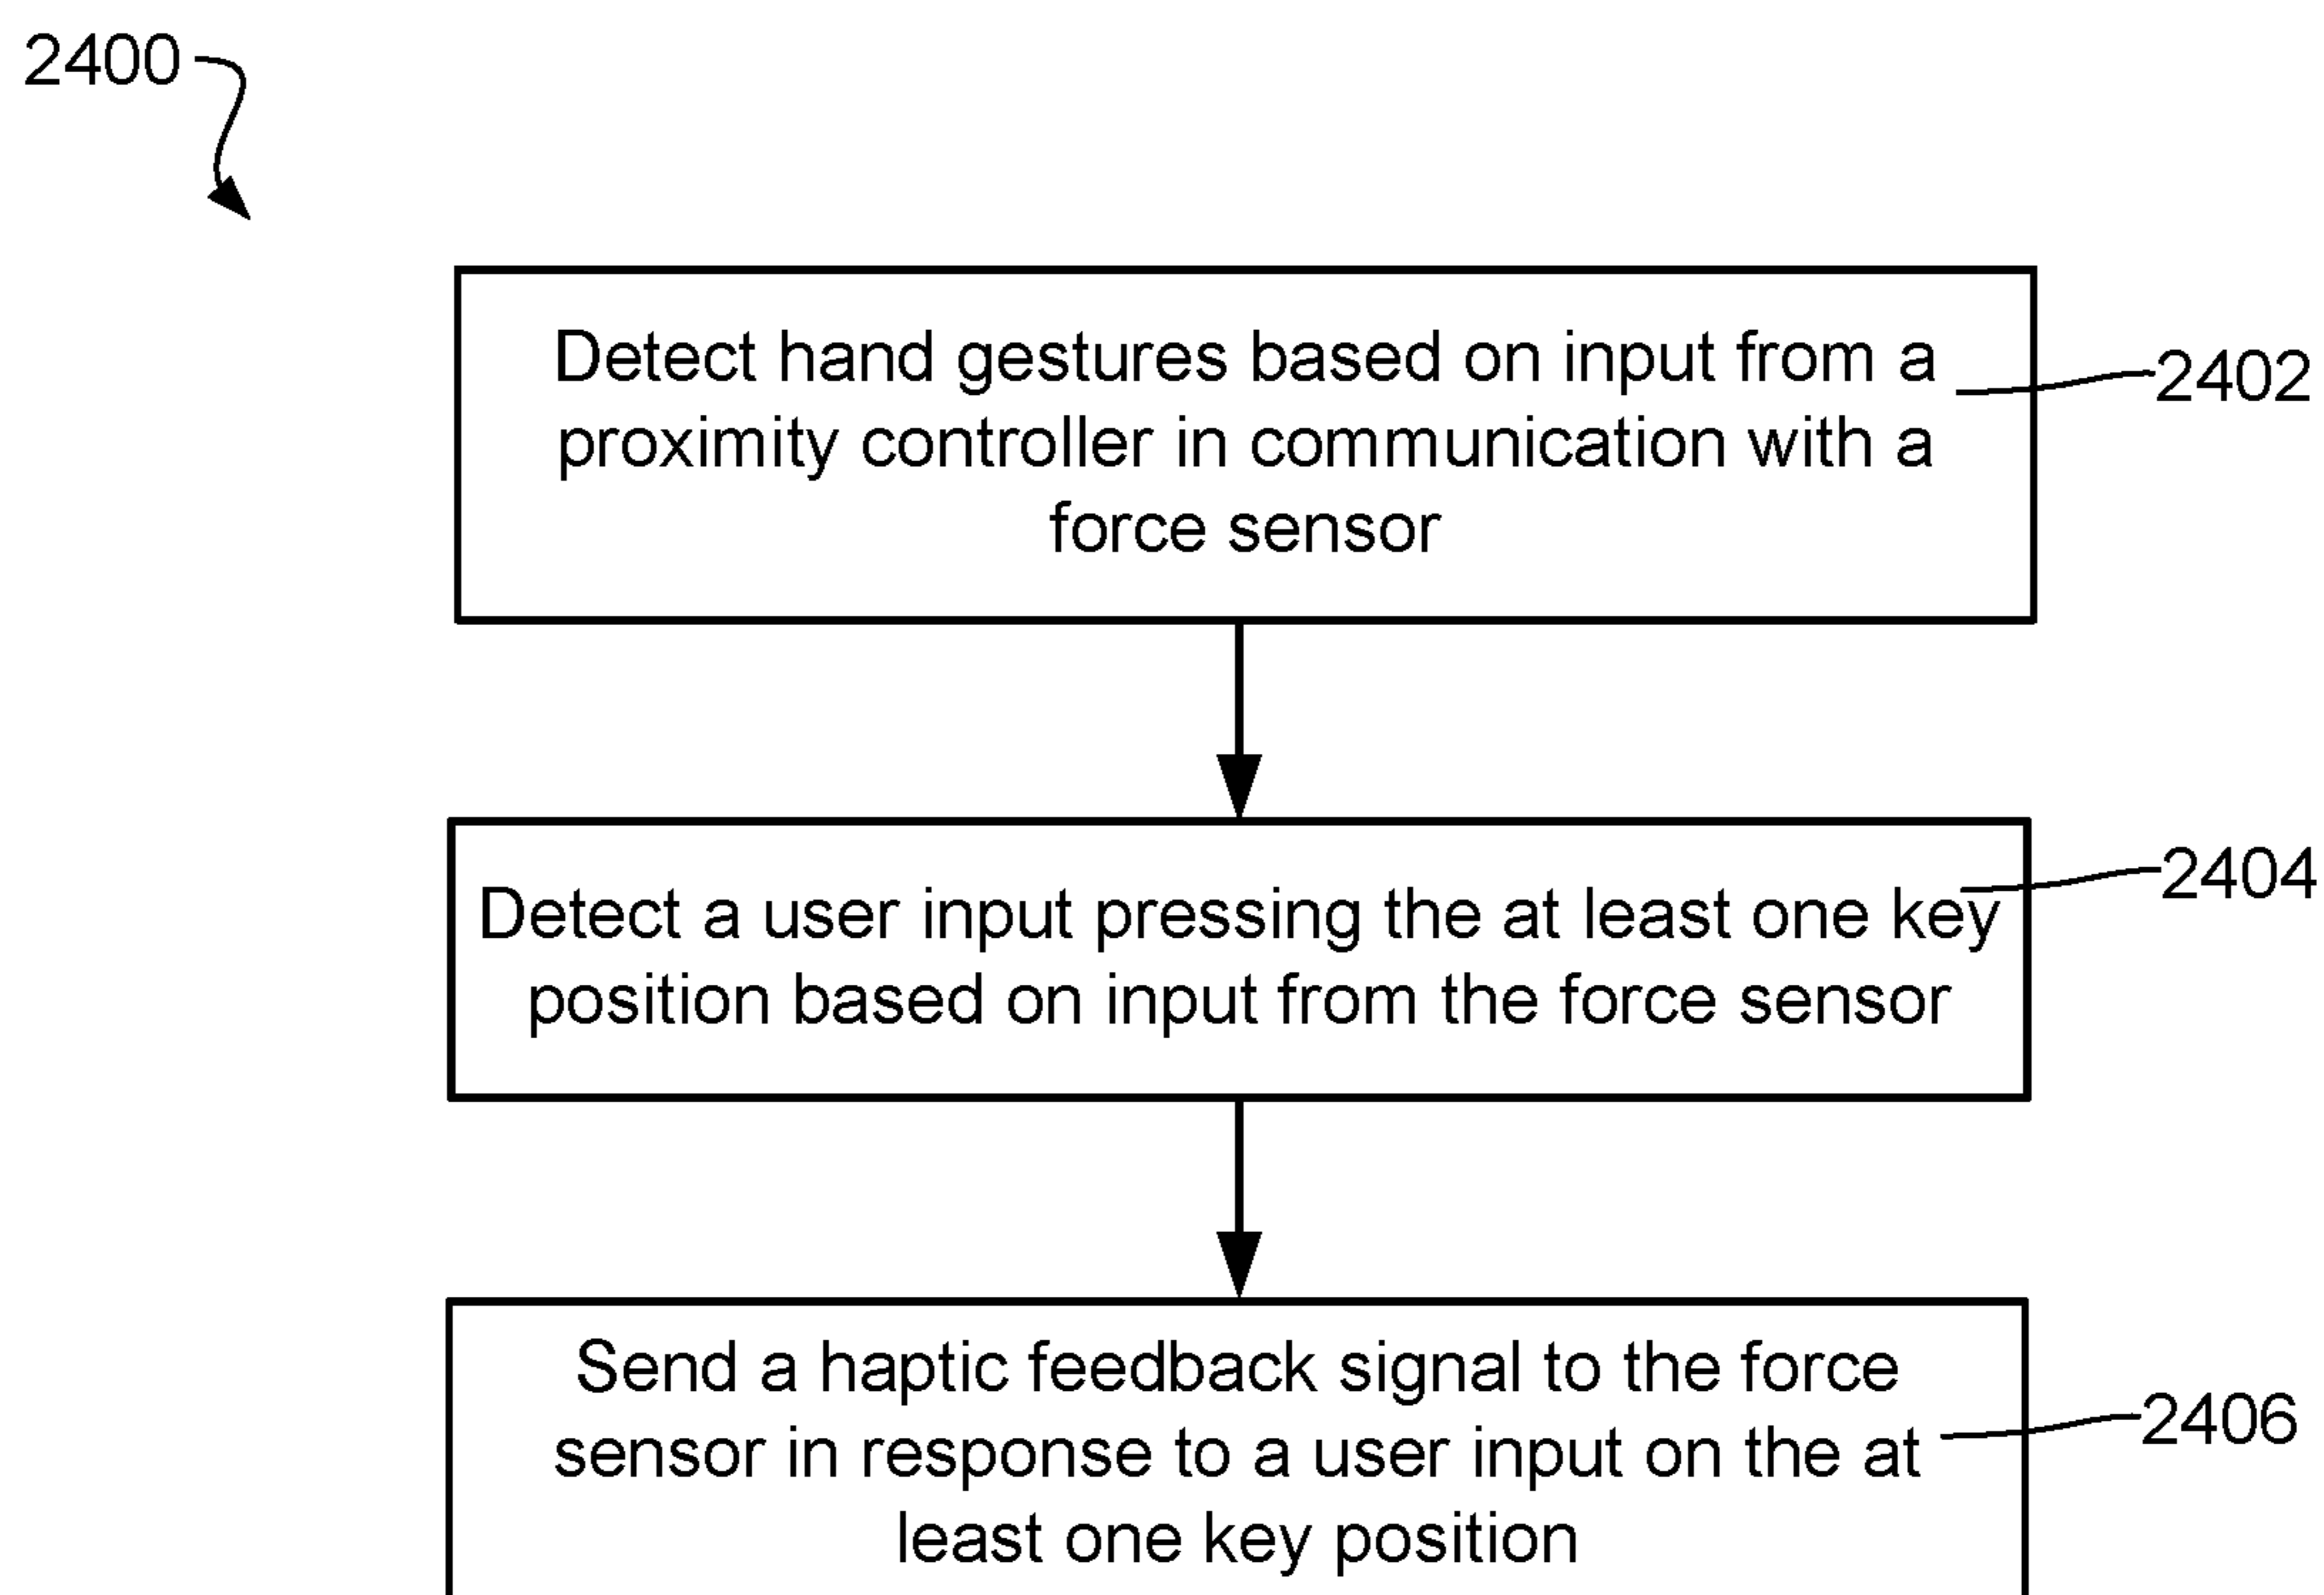 2400
Detect hand gestures based on input from a
proximity controller in communication with a
force sensor
2402
Detect a user input pressing the at least one key
position based on input from the force sensor
2404
Send a haptic feedback signal to the force
sensor in response to a user input on the at
least one key position
2406